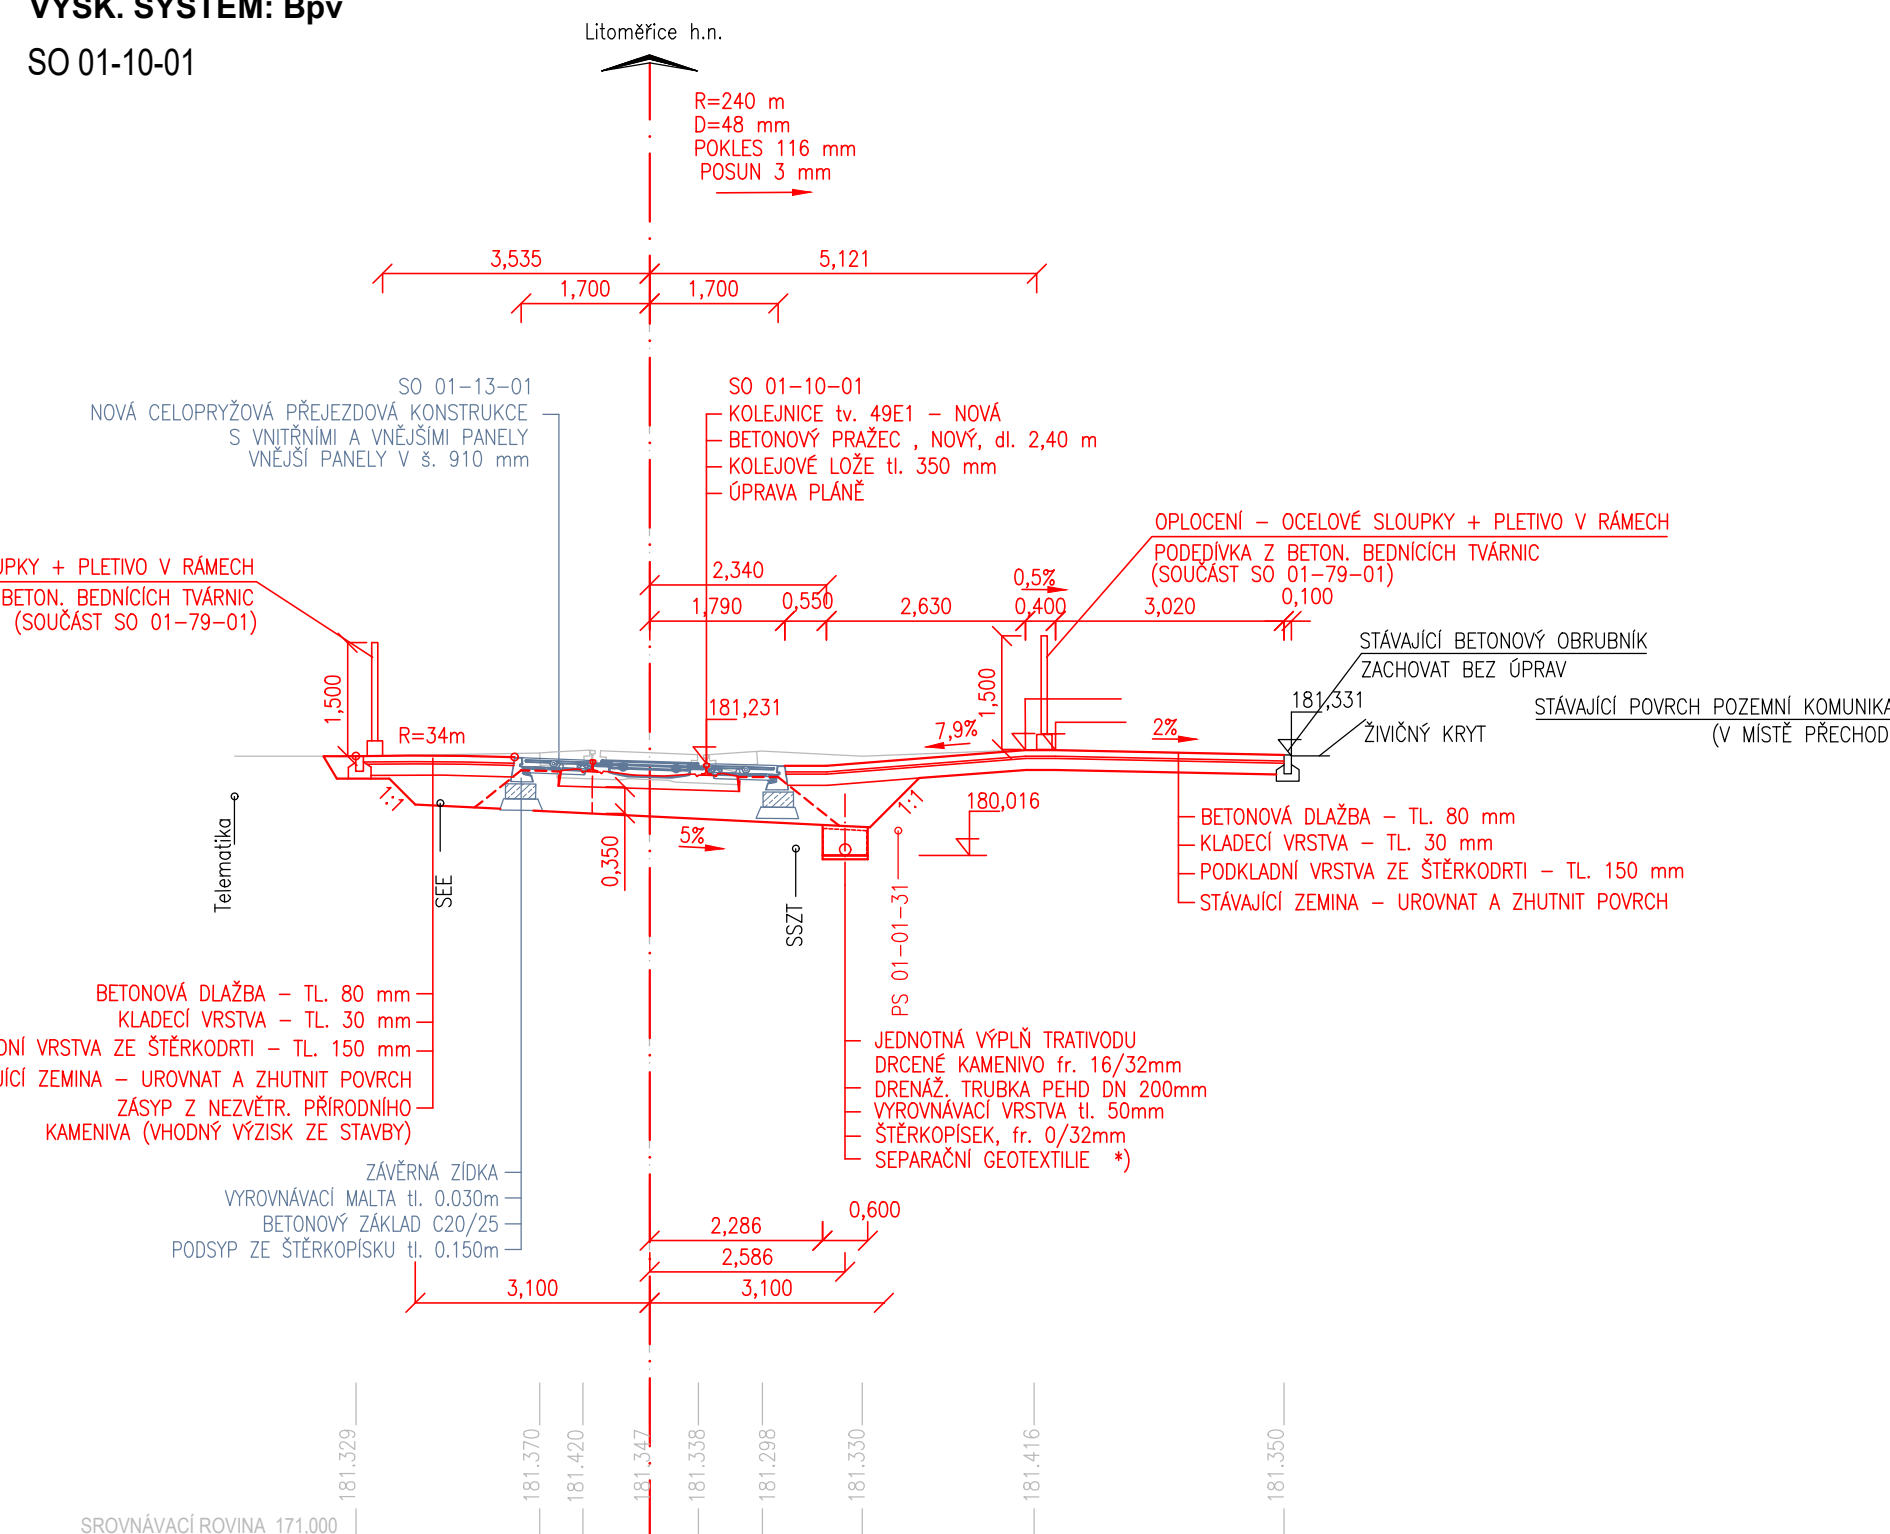 VÝŠK. SYSTÉM: Bpv
SO 01-10-01
Litoměřice h.n.
R=240 m
D=48 mm
POKLES 116 mm
POSUN 3 mm
3,535
5,121
1,700
1,700
SO 01-13-01
NOVÁ CELOPRYŽOVÁ PŘEJEZDOVÁ KONSTRUKCE
S VNITŘNÍMI A VNĚJŠÍMI PANELY
VNĚJŠÍ PANELY V š. 910 mm
SO 01-10-01
KOLEJNICE tv. 49E1 – NOVÁ
BETONOVÝ PRAŽEC , NOVÝ, dl. 2,40 m
KOLEJOVÉ LOŽE tl. 350 mm
ÚPRAVA PLÁNĚ
OPLOCENÍ – OCELOVÉ SLOUPKY + PLETIVO V RÁMECH
PODEDÍVKA Z BETON. BEDNÍCÍCH TVÁRNIC
(SOUČÁST SO 01-79-01)
UPKY + PLETIVO V RÁMECH
BETON. BEDNÍCÍCH TVÁRNIC
(SOUČÁST SO 01-79-01)
2,340
0,5%
1,790
0,550
2,630
0,400
3,020
0,100
STÁVAJÍCÍ BETONOVÝ OBRUBNÍK
ZACHOVAT BEZ ÚPRAV
1,500
1,500
181,231
181,331
STÁVAJÍCÍ POVRCH POZEMNÍ KOMUNIKA
(V MÍSTĚ PŘECHOD
R=34m
7,9%
2%
ŽIVIČNÝ KRYT
1:1
1:1
180,016
5%
0,350
Telematika
SEE
SSZT
PS 01-01-31
BETONOVÁ DLAŽBA – TL. 80 mm
KLADECÍ VRSTVA – TL. 30 mm
PODKLADNÍ VRSTVA ZE ŠTĚRKODRTI – TL. 150 mm
STÁVAJÍCÍ ZEMINA – UROVNAT A ZHUTNIT POVRCH
BETONOVÁ DLAŽBA – TL. 80 mm
KLADECÍ VRSTVA – TL. 30 mm
DNÍ VRSTVA ZE ŠTĚRKODRTI – TL. 150 mm
JÍCÍ ZEMINA – UROVNAT A ZHUTNIT POVRCH
ZÁSYP Z NEZVĚTR. PŘÍRODNÍHO
KAMENIVA (VHODNÝ VÝZISK ZE STAVBY)
JEDNOTNÁ VÝPLŇ TRATIVODU
DRCENÉ KAMENIVO fr. 16/32mm
DRENÁŽ. TRUBKA PEHD DN 200mm
VYROVNÁVACÍ VRSTVA tl. 50mm
ŠTĚRKOPÍSEK, fr. 0/32mm
SEPARAČNÍ GEOTEXTILIE *)
ZÁVĚRNÁ ZÍDKA
VYROVNÁVACÍ MALTA tl. 0.030m
BETONOVÝ ZÁKLAD C20/25
PODSYP ZE ŠTĚRKOPÍSKU tl. 0.150m
2,286
0,600
2,586
3,100
3,100
181.329
181.370
181.420
181.347
181.338
181.298
181.330
181.416
181.350
SROVNÁVACÍ ROVINA 171.000